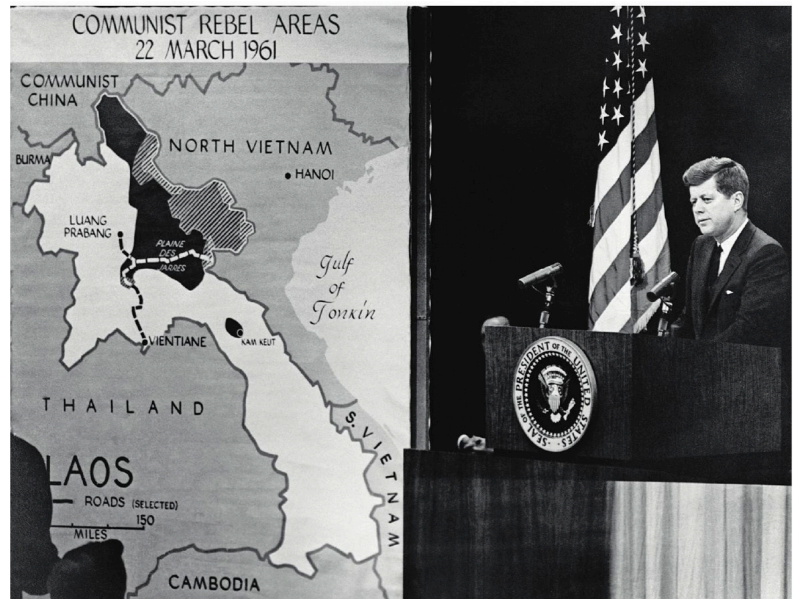 COMMUNIST REBEL AREAS
22 MARCH 1961
COMMUNIST
CHINA
BURMA
NORTH VIETNAM
HANOI
LUANG
PRABANG
PLAINE
DES
JARRES
Gulf
of
Tonkin
VIENTIANE
KAM KEUT
THAILAND
S. VIETNAM
LAOS
ROADS (SELECTED)
150
MILES
CAMBODIA
SEAL OF THE PRESIDENT OF THE UNITED STATES